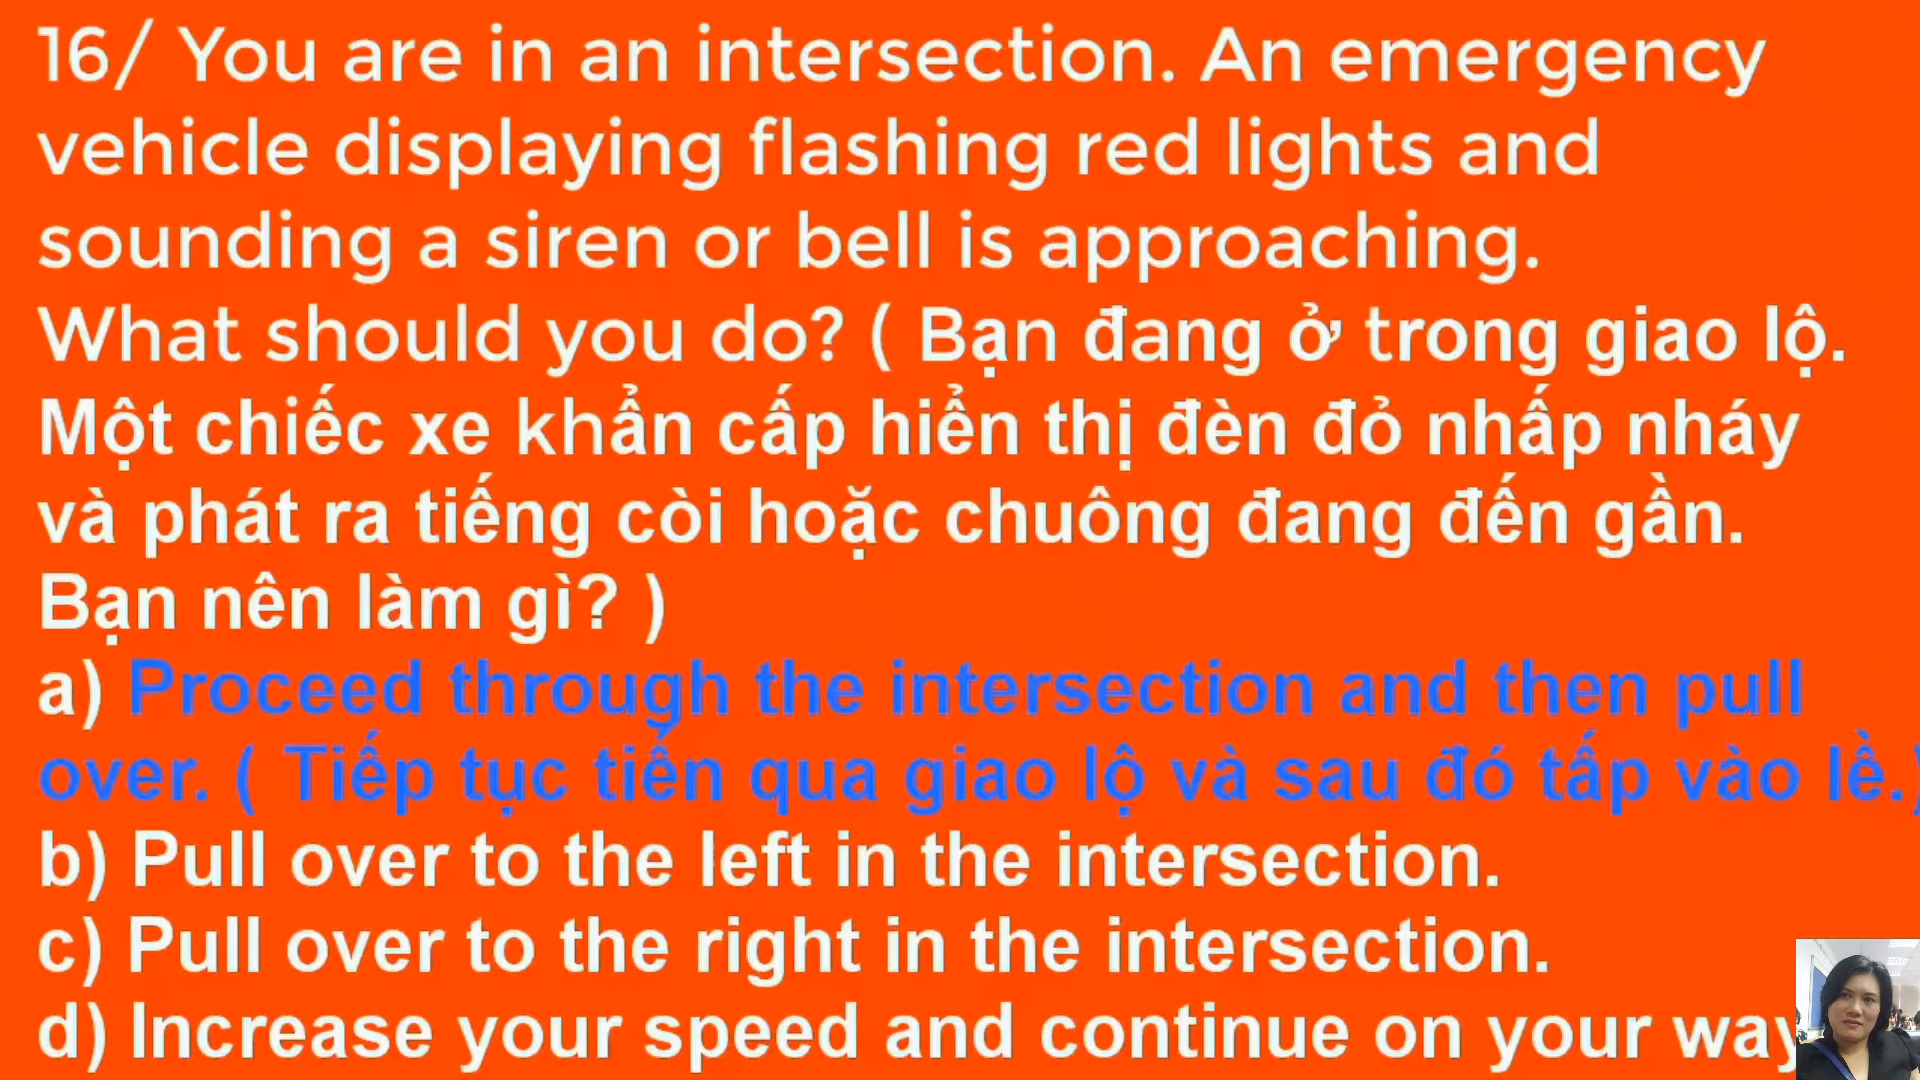 16/ You are in an intersection. An emergency
vehicle displaying flashing red lights and
sounding a siren or bell is approaching.
What should you do? ( Bạn đang ở trong giao lộ.
Một chiếc xe khẩn cấp hiển thị đèn đỏ nhấp nháy
và phát ra tiếng còi hoặc chuông đang đến gần.
Bạn nên làm gì? )
a) Proceed through the intersection and then pull
over. ( Tiếp tục tiến qua giao lộ và sau đó tấp vào lề.)
b) Pull over to the left in the intersection.
c) Pull over to the right in the intersection.
d) Increase your speed and continue on your way